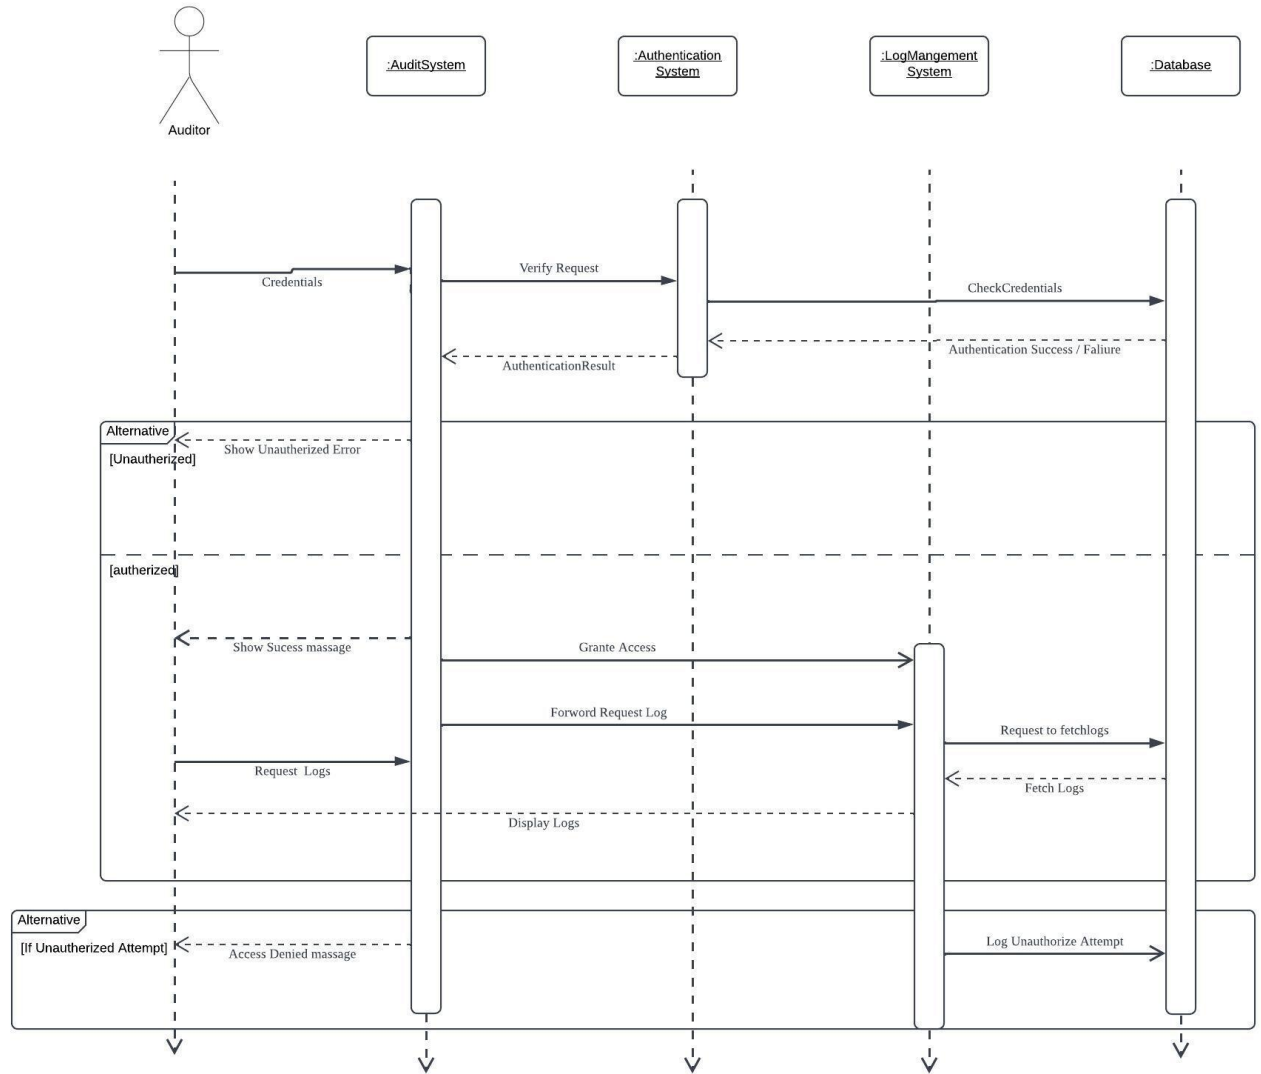 :AuditSystem
:Authentication
System
:LogMangement
System
:Database
Auditor
Verify Request
Credentials
CheckCredentials
Authentication Success / Faliure
AuthenticationResult
Alternative
Show Unautherized Error
[Unautherized]
[autherized]
Show Sucess massage
Grante Access
Forword Request Log
Request to fetchlogs
Request Logs
Fetch Logs
Display Logs
Alternative
[If Unautherized Attempt]
Access Denied massage
Log Unauthorize Attempt